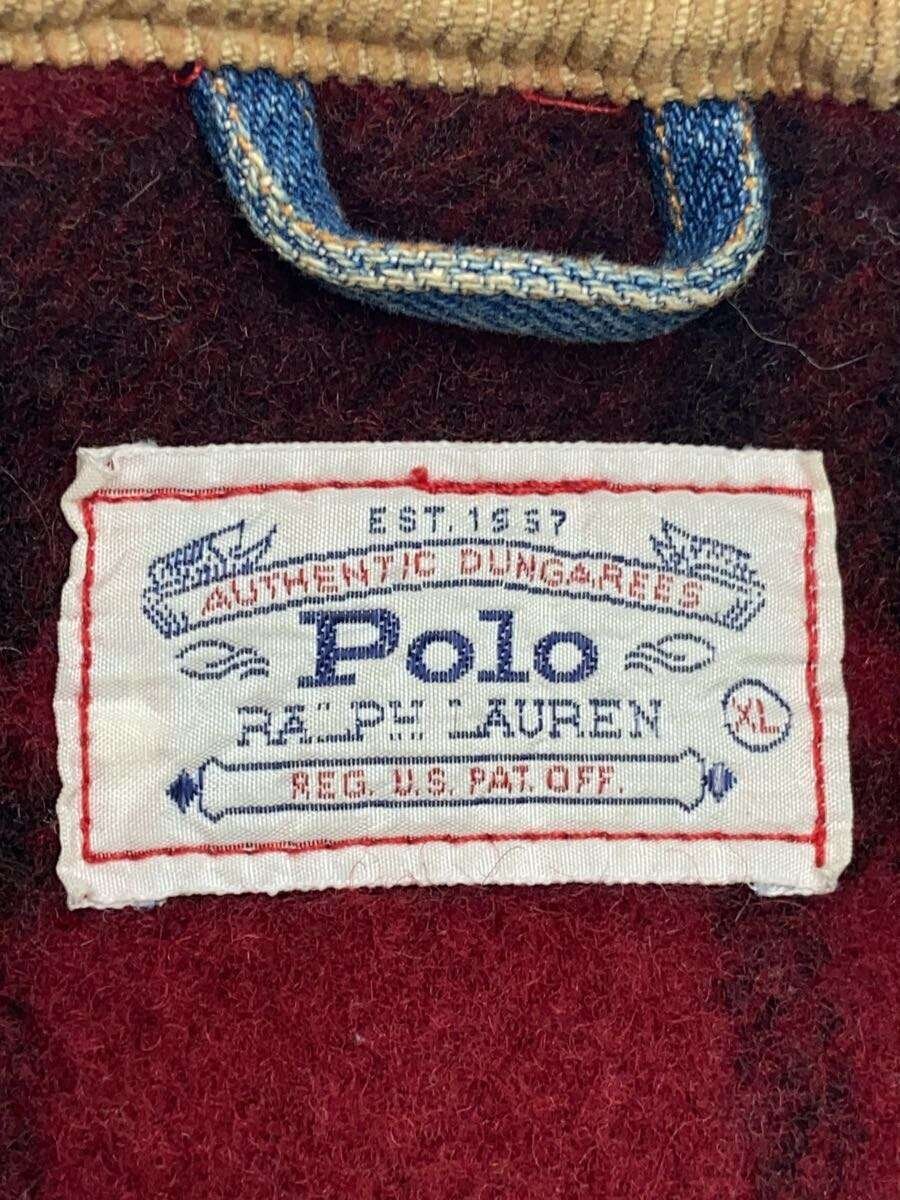 EST. 1967
AUTHENTIC DUNGAREES
Polo
RALPH LAUREN
XL
REG. U.S. PAT. OFF.